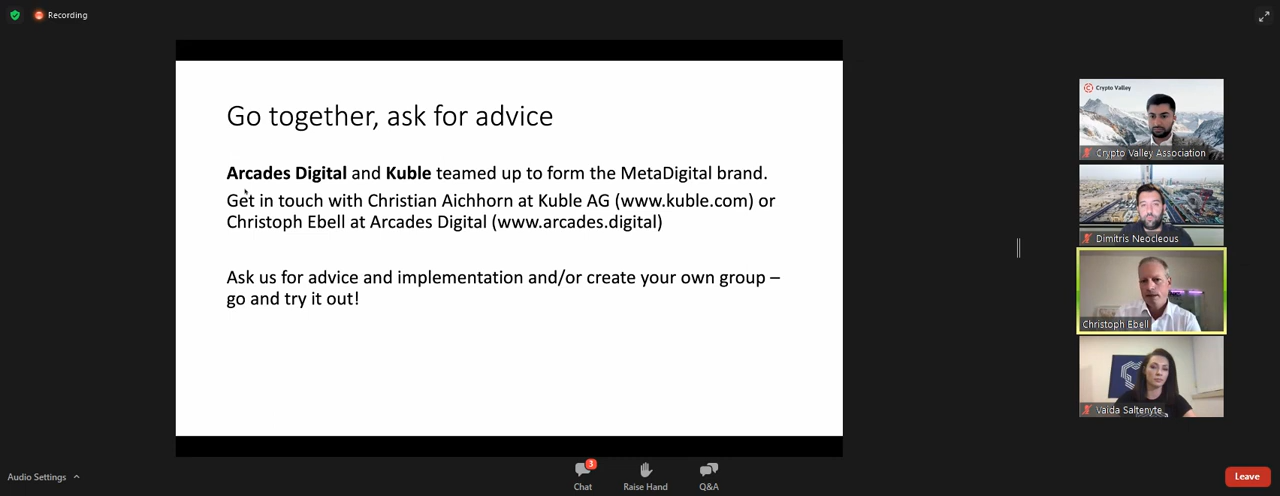 Recording
Go together, ask for advice
Arcades Digital and Kuble teamed up to form the MetaDigital brand.
Get in touch with Christian Aichhorn at Kuble AG (www.kuble.com) or
Christoph Ebell at Arcades Digital (www.arcades.digital)
Ask us for advice and implementation and/or create your own group –
go and try it out!
Crypto Valley
Crypto Valley Association
Dimitris Neocleous
Christoph Ebell
Vaida Saltenyte
Audio Settings
3
Chat
Raise Hand
Q&A
Leave